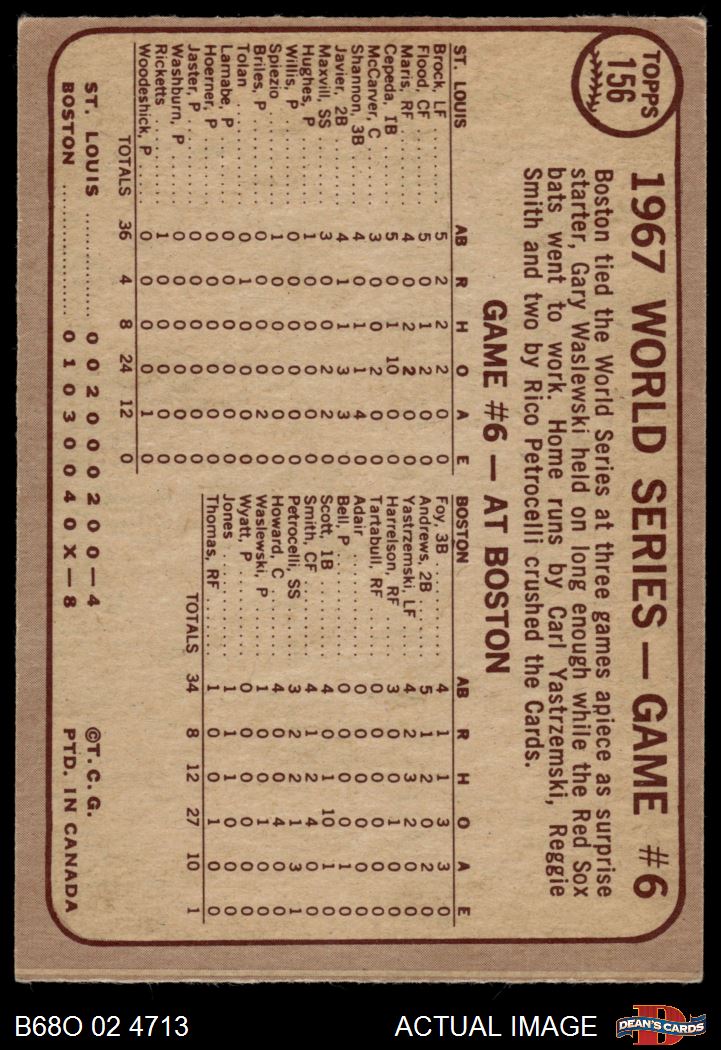 TOPPS
156
1967 WORLD SERIES — GAME #6
Boston tied the World Series at three games apiece as surprise
starter, Gary Waslewski held on long enough while the Red Sox
bats went to work. Home runs by Carl Yastrzemski, Reggie
Smith and two by Rico Petrocelli crushed the Cards.
GAME #6 — AT BOSTON
ST. LOUIS AB R H O A E
Brock, LF 5 2 2 2 0 0
Flood, CF 5 0 1 2 0 0
Maris, RF 4 0 2 2 0 0
Cepeda, 1B 5 0 1 10 0 0
McCarver, C 3 0 0 2 0 0
Shannon, 3B 4 0 1 1 4 0
Javier, 2B 4 1 1 3 3 0
Maxvill, SS 3 0 0 2 2 0
Hughes, P 1 0 0 0 0 0
Willis, P 0 0 0 0 0 0
Spiezio 1 0 0 0 0 0
Briles, P 0 0 0 0 2 0
Tolan 0 1 0 0 0 0
Lamabe, P 0 0 0 0 0 0
Hoerner, P 0 0 0 0 0 0
Jaster, P 0 0 0 0 0 0
Washburn, P 0 0 0 0 0 0
Ricketts 1 0 0 0 0 0
Woodeshick, P 0 0 0 0 1 0
TOTALS 36 4 8 24 12 0
BOSTON AB R H O A E
Foy, 3B 4 1 1 3 3 0
Andrews, 2B 5 1 2 0 2 0
Yastrzemski, LF 4 2 3 2 0 0
Harrelson, RF 3 0 0 1 0 0
Tartabull, RF 0 0 0 0 0 0
Adair 0 0 0 0 0 0
Bell, P 0 0 0 0 1 0
Scott, 1B 4 0 1 10 1 0
Smith, CF 4 1 2 4 0 0
Petrocelli, SS 3 2 2 1 3 1
Howard, C 4 0 0 4 0 0
Waslewski, P 1 0 0 1 0 0
Wyatt, P 0 0 0 0 0 0
Jones 1 1 1 0 0 0
Thomas, RF 1 0 0 1 0 0
TOTALS 34 8 12 27 10 1
ST. LOUIS 0 0 2 0 0 0 2 0 0—4
BOSTON 0 1 0 3 0 0 4 0 X—8
©T. C. G.
PTD. IN CANADA
B68O 02 4713
ACTUAL IMAGE
DEAN'S CARDS